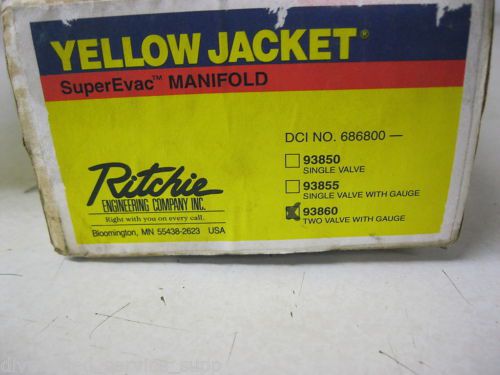 YELLOW JACKET®
SuperEvac™ MANIFOLD
DCI NO. 686800 —
93850
SINGLE VALVE
93855
SINGLE VALVE WITH GAUGE
93860
TWO VALVE WITH GAUGE
Ritchie
ENGINEERING COMPANY INC.
Right with you on every call.
Bloomington, MN 55438-2623 USA